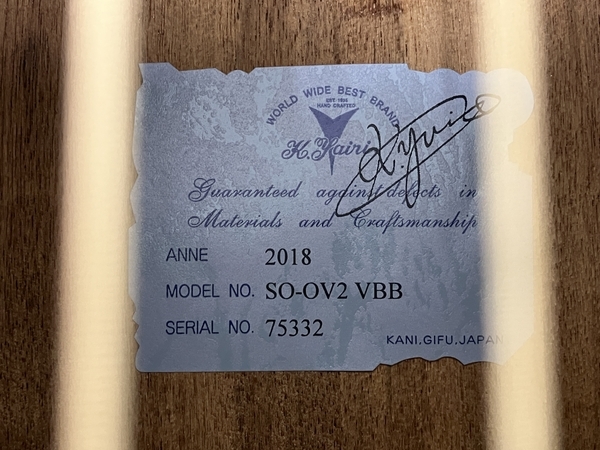 WORLD WIDE BEST BRAND
EST 1935
HAND CRAFTED
K.Yairi
K.Yairi
Guaranteed against defects in
Materials and Craftsmanship
ANNE 2018
MODEL NO. SO-OV2 VBB
SERIAL NO. 75332
KANI,GIFU,JAPAN